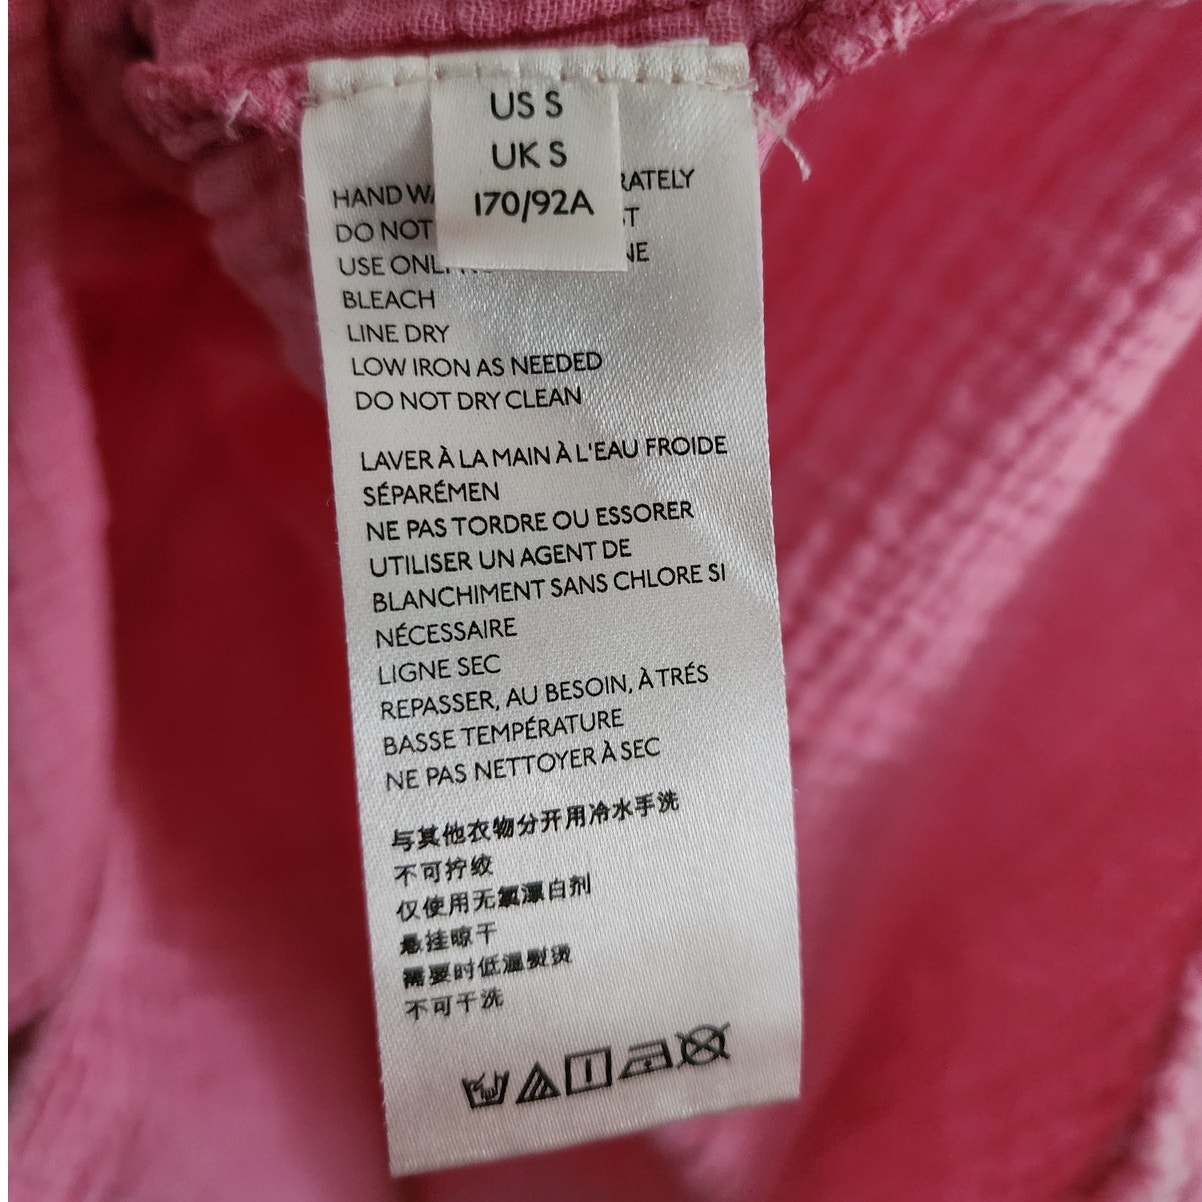 US S
UK S
170/92A
HAND
DO NOT
USE
BLEACH
LINE DRY
LOW IRON AS NEEDED
DO NOT DRY CLEAN
LAVER À LA MAIN À L'EAU FROIDE
SÉPARÉMEN
NE PAS TORDRE OU ESSORER
UTILISER UN AGENT DE
BLANCHIMENT SANS CHLORE SI
NÉCESSAIRE
LIGNE SEC
REPASSER, AU BESOIN, À TRÉS
BASSE TEMPÉRATURE
NE PAS NETTOYER À SEC
与其他衣物分开用冷水手洗
不可拧绞
仅使用无氯漂白剂
悬挂晾干
需要时低温熨烫
不可干洗